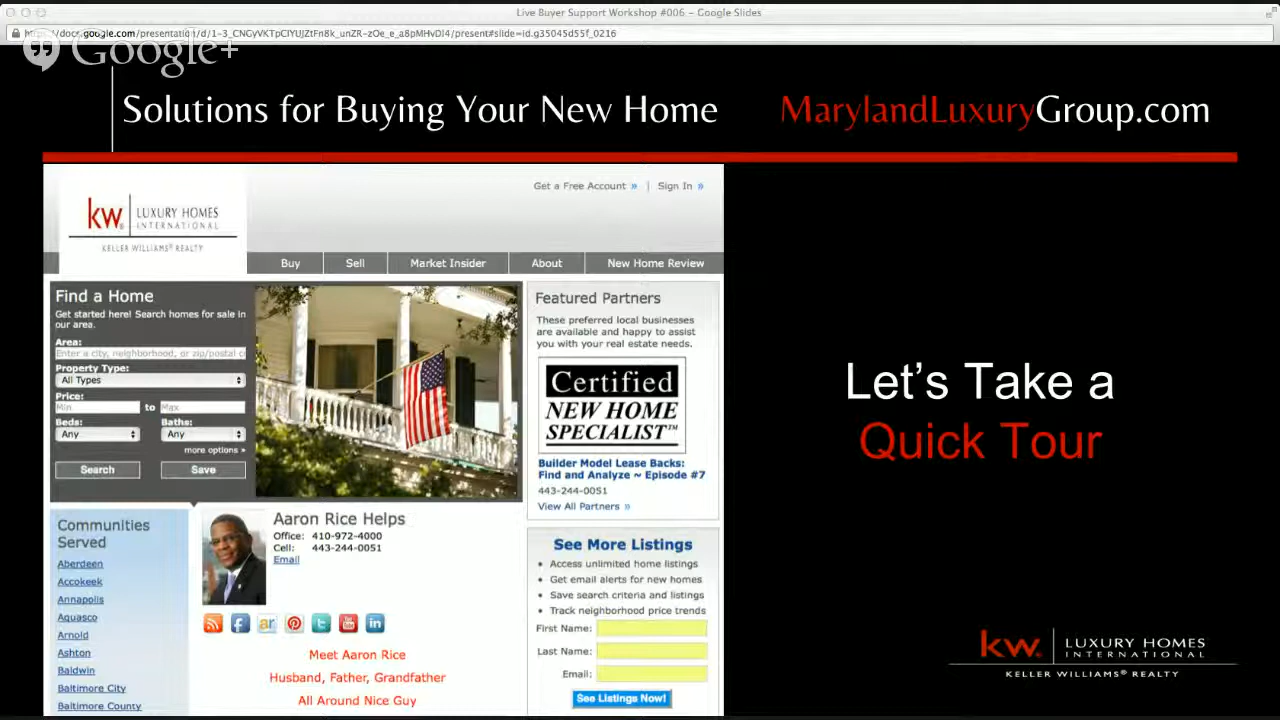 Live Buyer Support Workshop #006 – Google Slides
Google+
Solutions for Buying Your New Home
MarylandLuxuryGroup.com
Get a Free Account » | Sign In »
kw
LUXURY HOMES
INTERNATIONAL
KELLER WILLIAMS® REALTY
Buy
Sell
Market Insider
About
New Home Review
Find a Home
Get started here! Search homes for sale in
our area.
Area:
Enter a city, neighborhood, or zip/postal c
Property Type:
All Types
Price:
Min to Max
Beds: Baths:
Any Any
more options »
Search Save
Featured Partners
These preferred local businesses
are available and happy to assist
you with your real estate needs.
Certified
NEW HOME
SPECIALIST™
Builder Model Lease Backs:
Find and Analyze ~ Episode #7
443-244-0051
View All Partners »
Let’s Take a
Quick Tour
Communities
Served
Aberdeen
Accokeek
Annapolis
Aquasco
Arnold
Ashton
Baldwin
Baltimore City
Baltimore County
Aaron Rice Helps
Office: 410-972-4000
Cell: 443-244-0051
Email
ar
Meet Aaron Rice
Husband, Father, Grandfather
All Around Nice Guy
See More Listings
• Access unlimited home listings
• Get email alerts for new homes
• Save search criteria and listings
• Track neighborhood price trends
First Name:
Last Name:
Email:
See Listings Now!
kw
LUXURY HOMES
INTERNATIONAL
KELLER WILLIAMS® REALTY